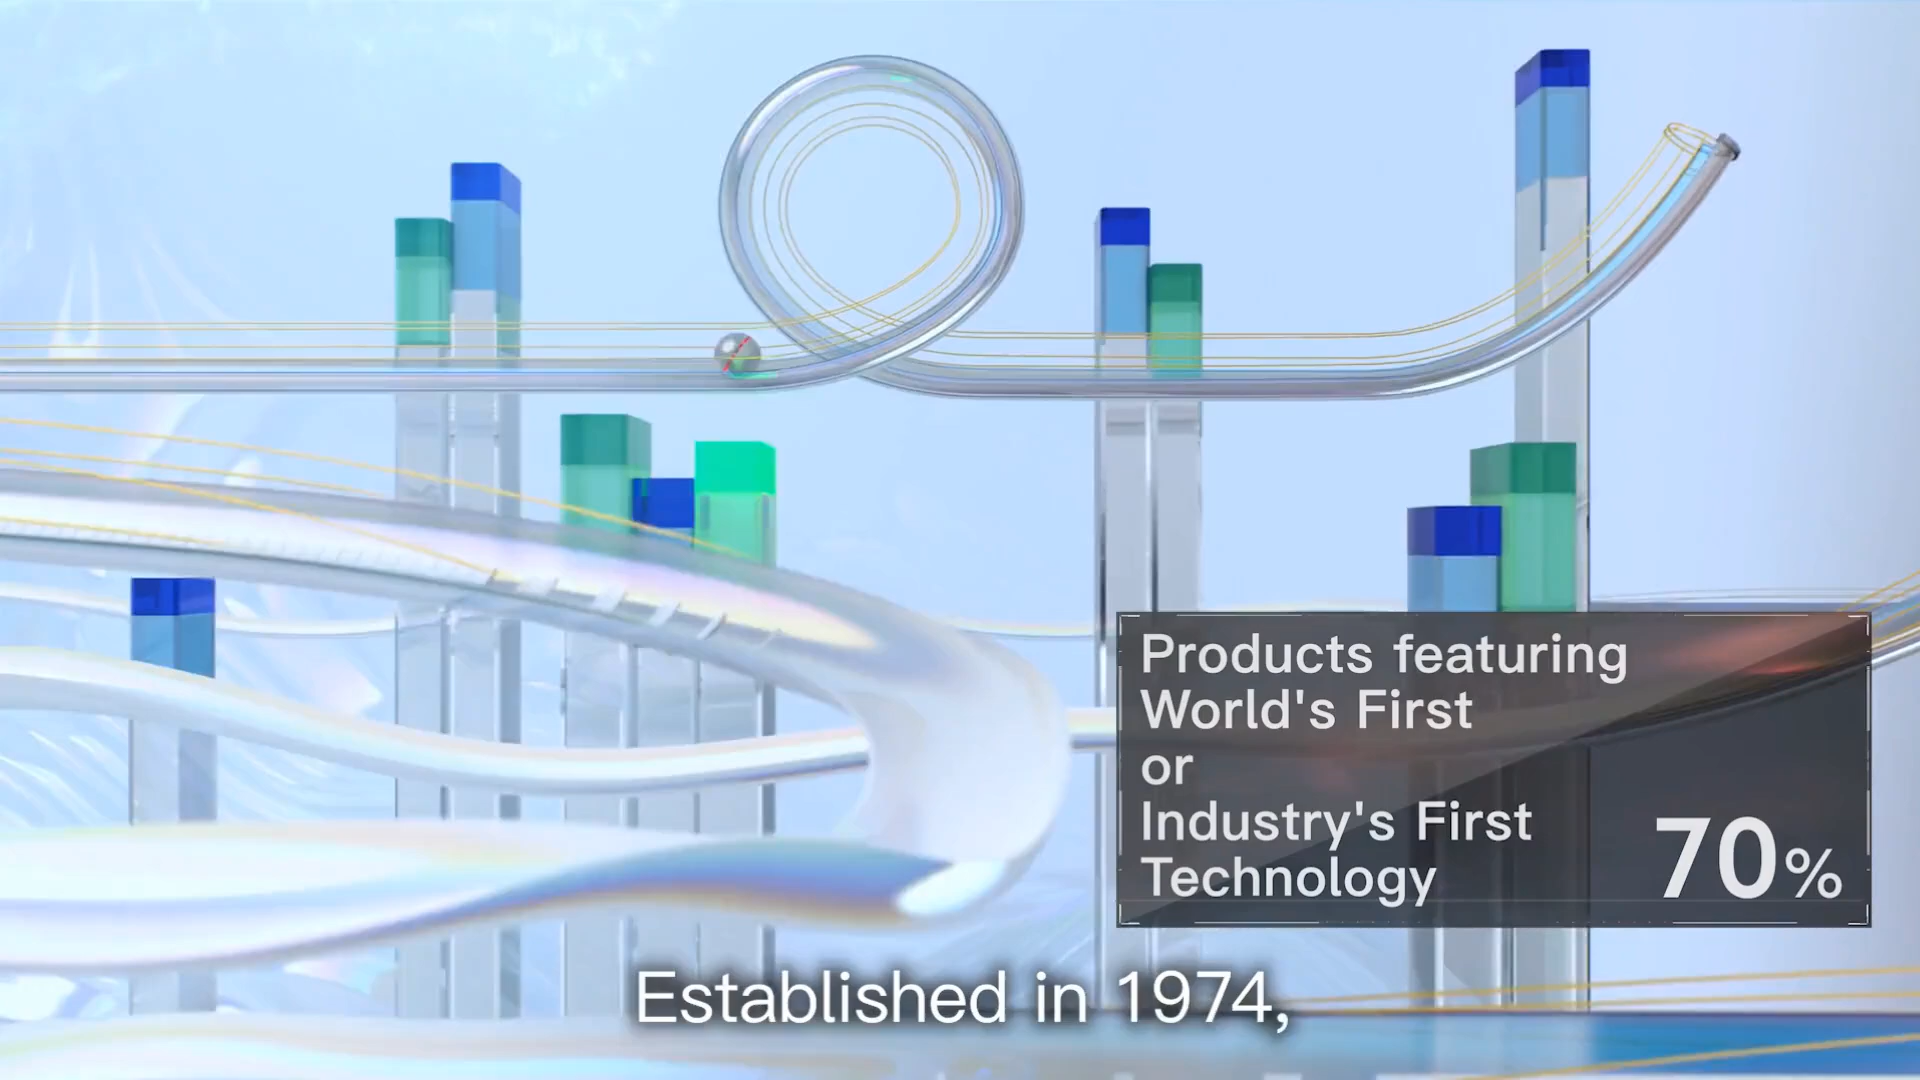 Products featuring
World's First
or
Industry's First
Technology
70%
Established in 1974,